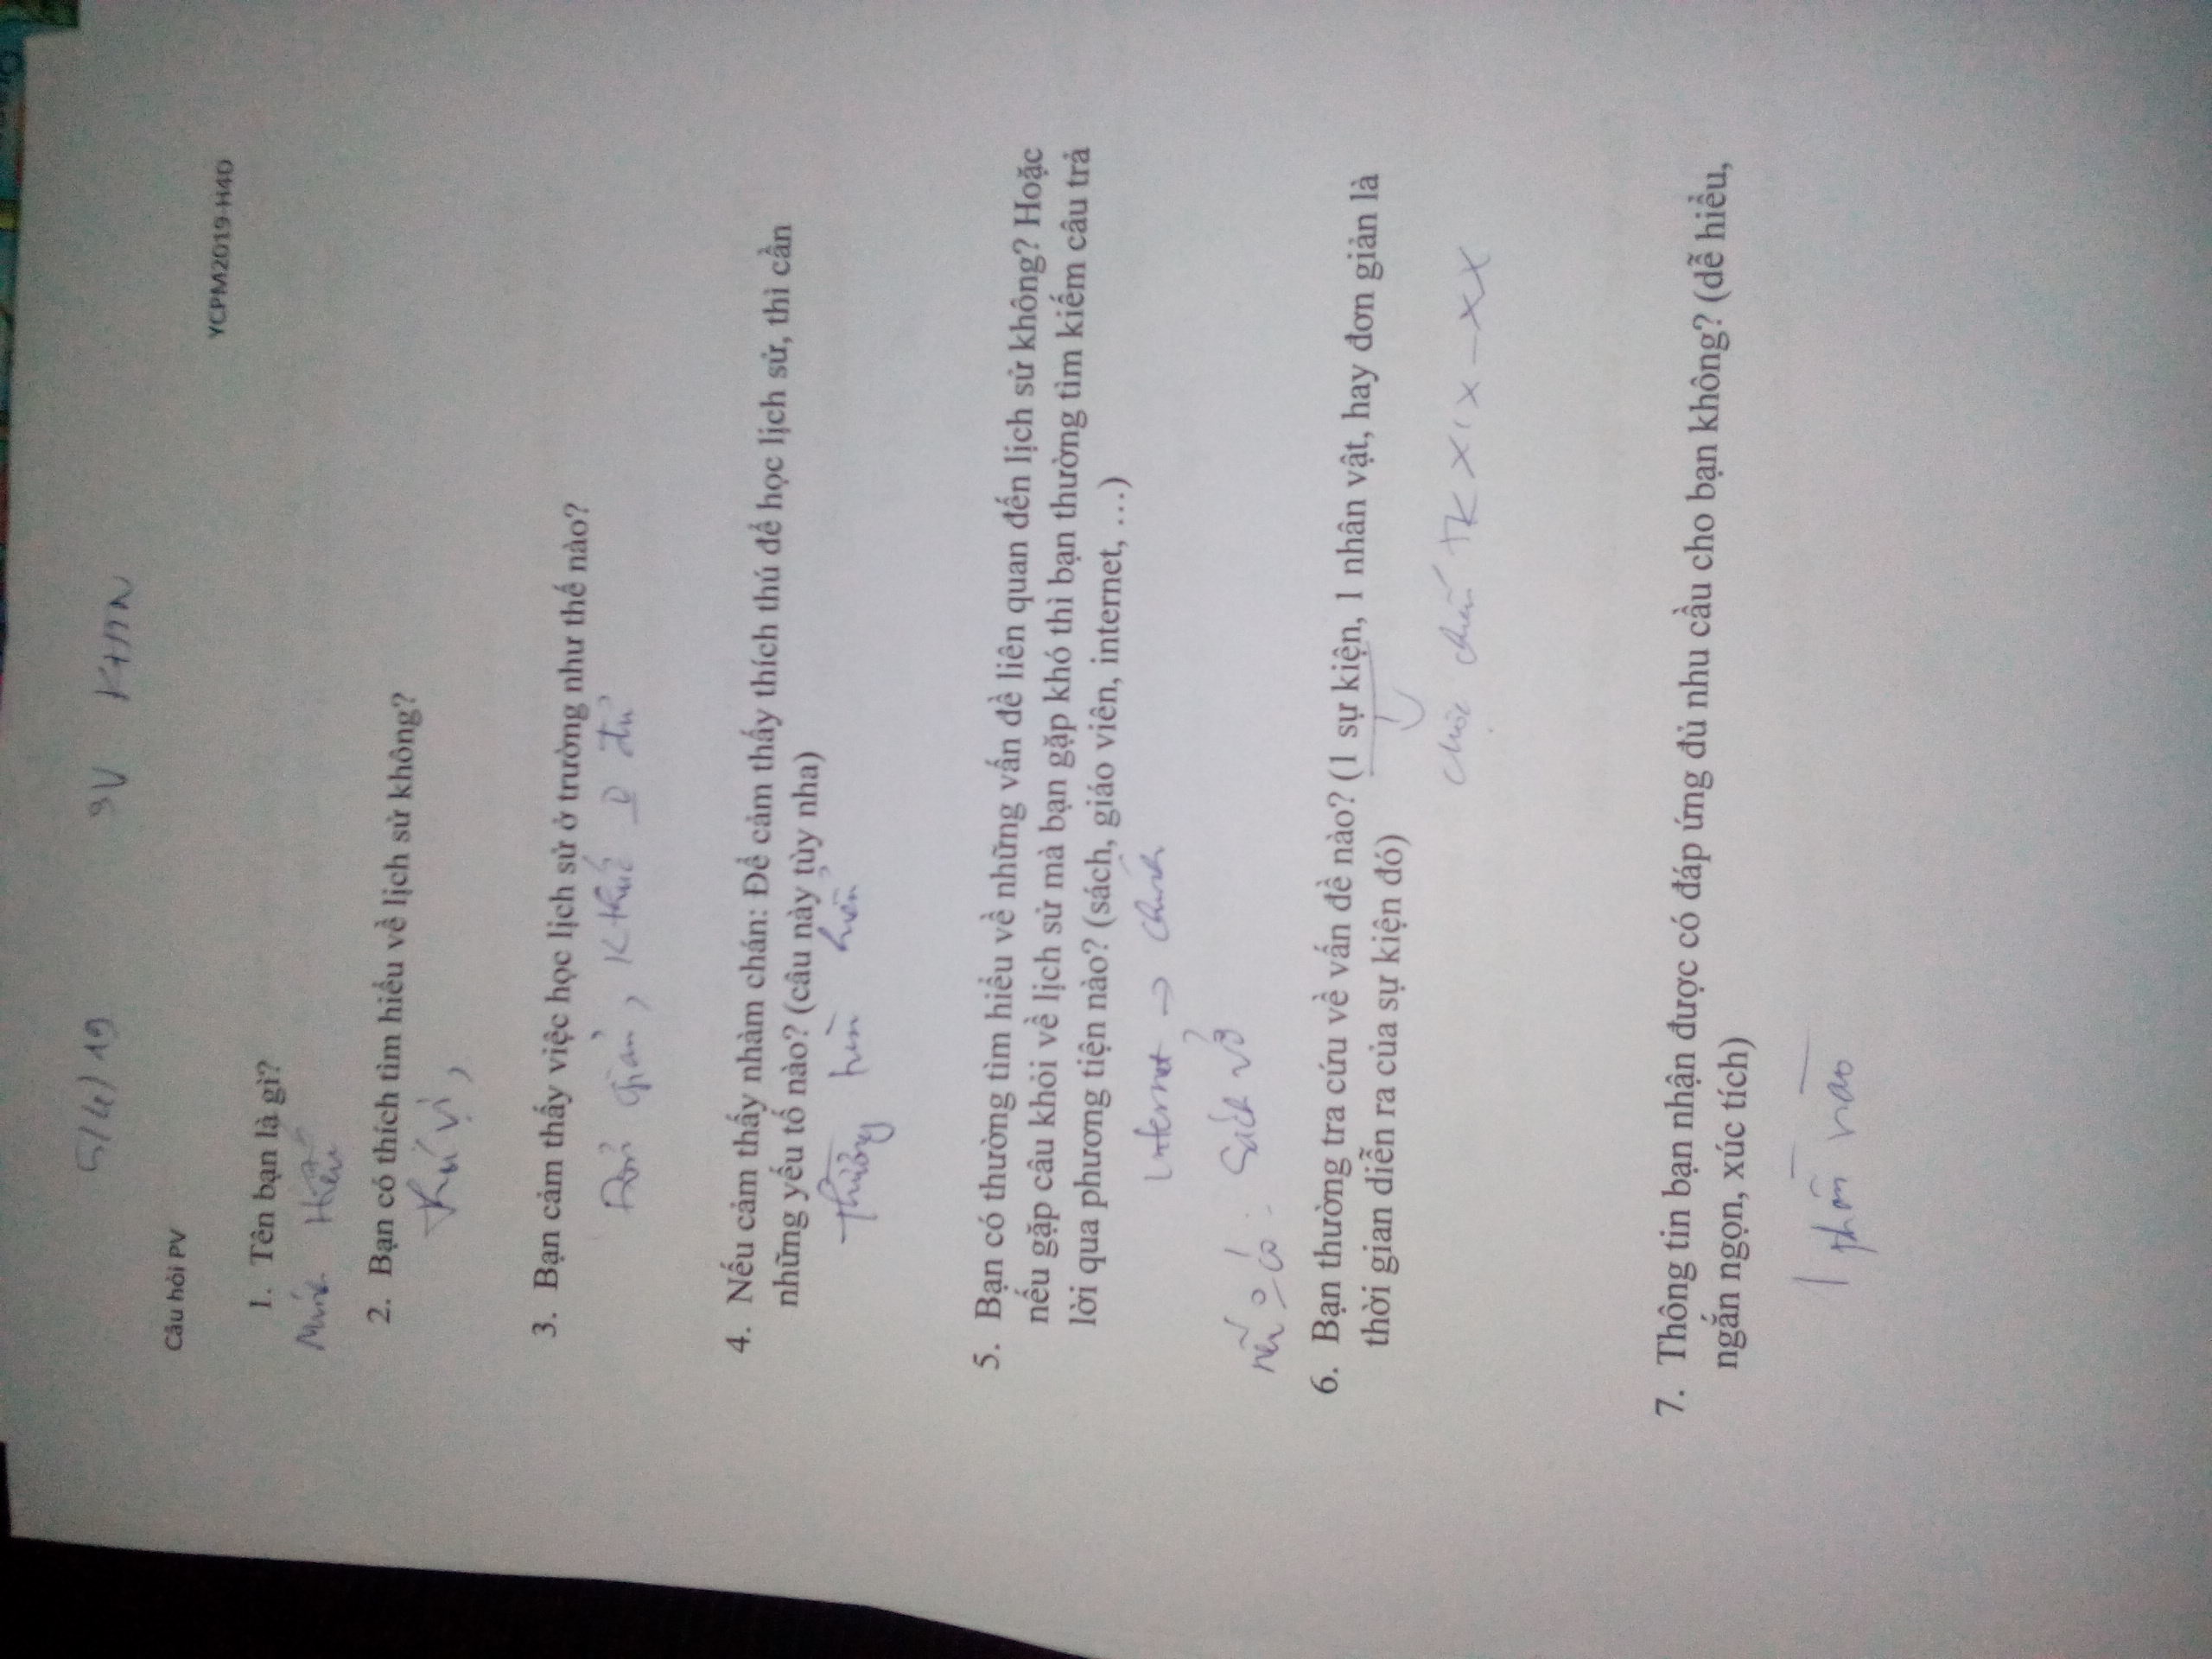 5/4/19 SV KHTN
Câu hỏi PV
YCPM2019-H4D
1. Tên bạn là gì?
Minh Hiếu
2. Bạn có thích tìm hiểu về lịch sử không?
thú vị,
3. Bạn cảm thấy việc học lịch sử ở trường như thế nào?
Đơn giản, K thức 0 đủ
4. Nếu cảm thấy nhàm chán: Để cảm thấy thích thú để học lịch sử, thì cần
những yếu tố nào? (câu này tùy nha)
Thường tìm hiểu
5. Bạn có thường tìm hiểu về những vấn đề liên quan đến lịch sử không? Hoặc
nếu gặp câu khỏi về lịch sử mà bạn gặp khó thì bạn thường tìm kiếm câu trả
lời qua phương tiện nào? (sách, giáo viên, internet, …)
Internet → chính
nếu 0 có: Sách vở
6. Bạn thường tra cứu về vấn đề nào? (1 sự kiện, 1 nhân vật, hay đơn giản là
thời gian diễn ra của sự kiện đó)
chiến TK XIX – XX
7. Thông tin bạn nhận được có đáp ứng đủ nhu cầu cho bạn không? (dễ hiểu,
ngắn ngọn, xúc tích)
1 phần nào